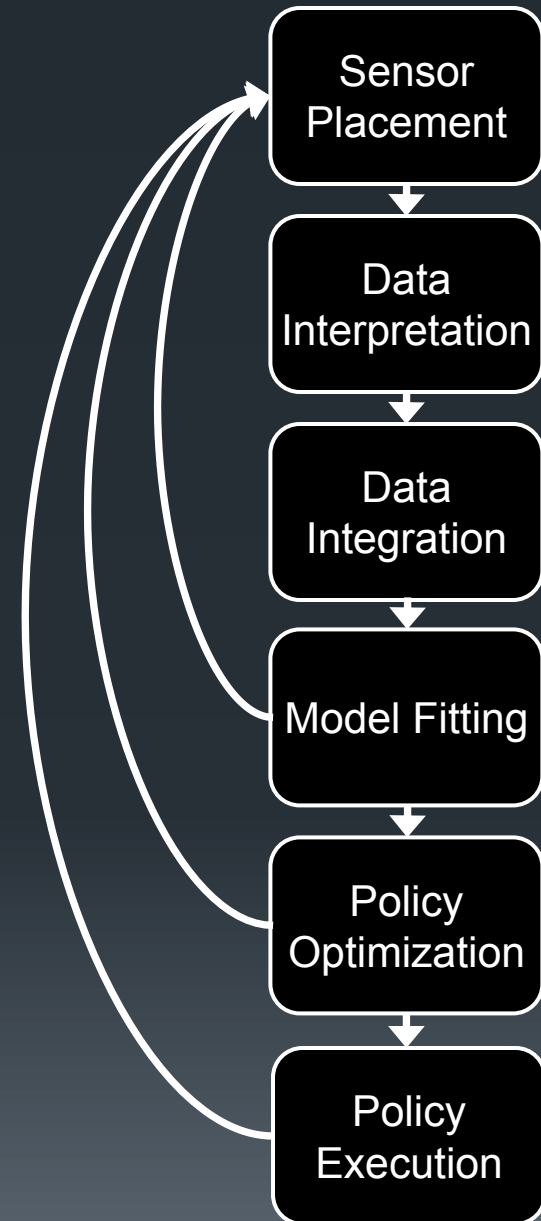 Sensor
Placement
Data
Interpretation
Data
Integration
Model Fitting
Policy
Optimization
Policy
Execution